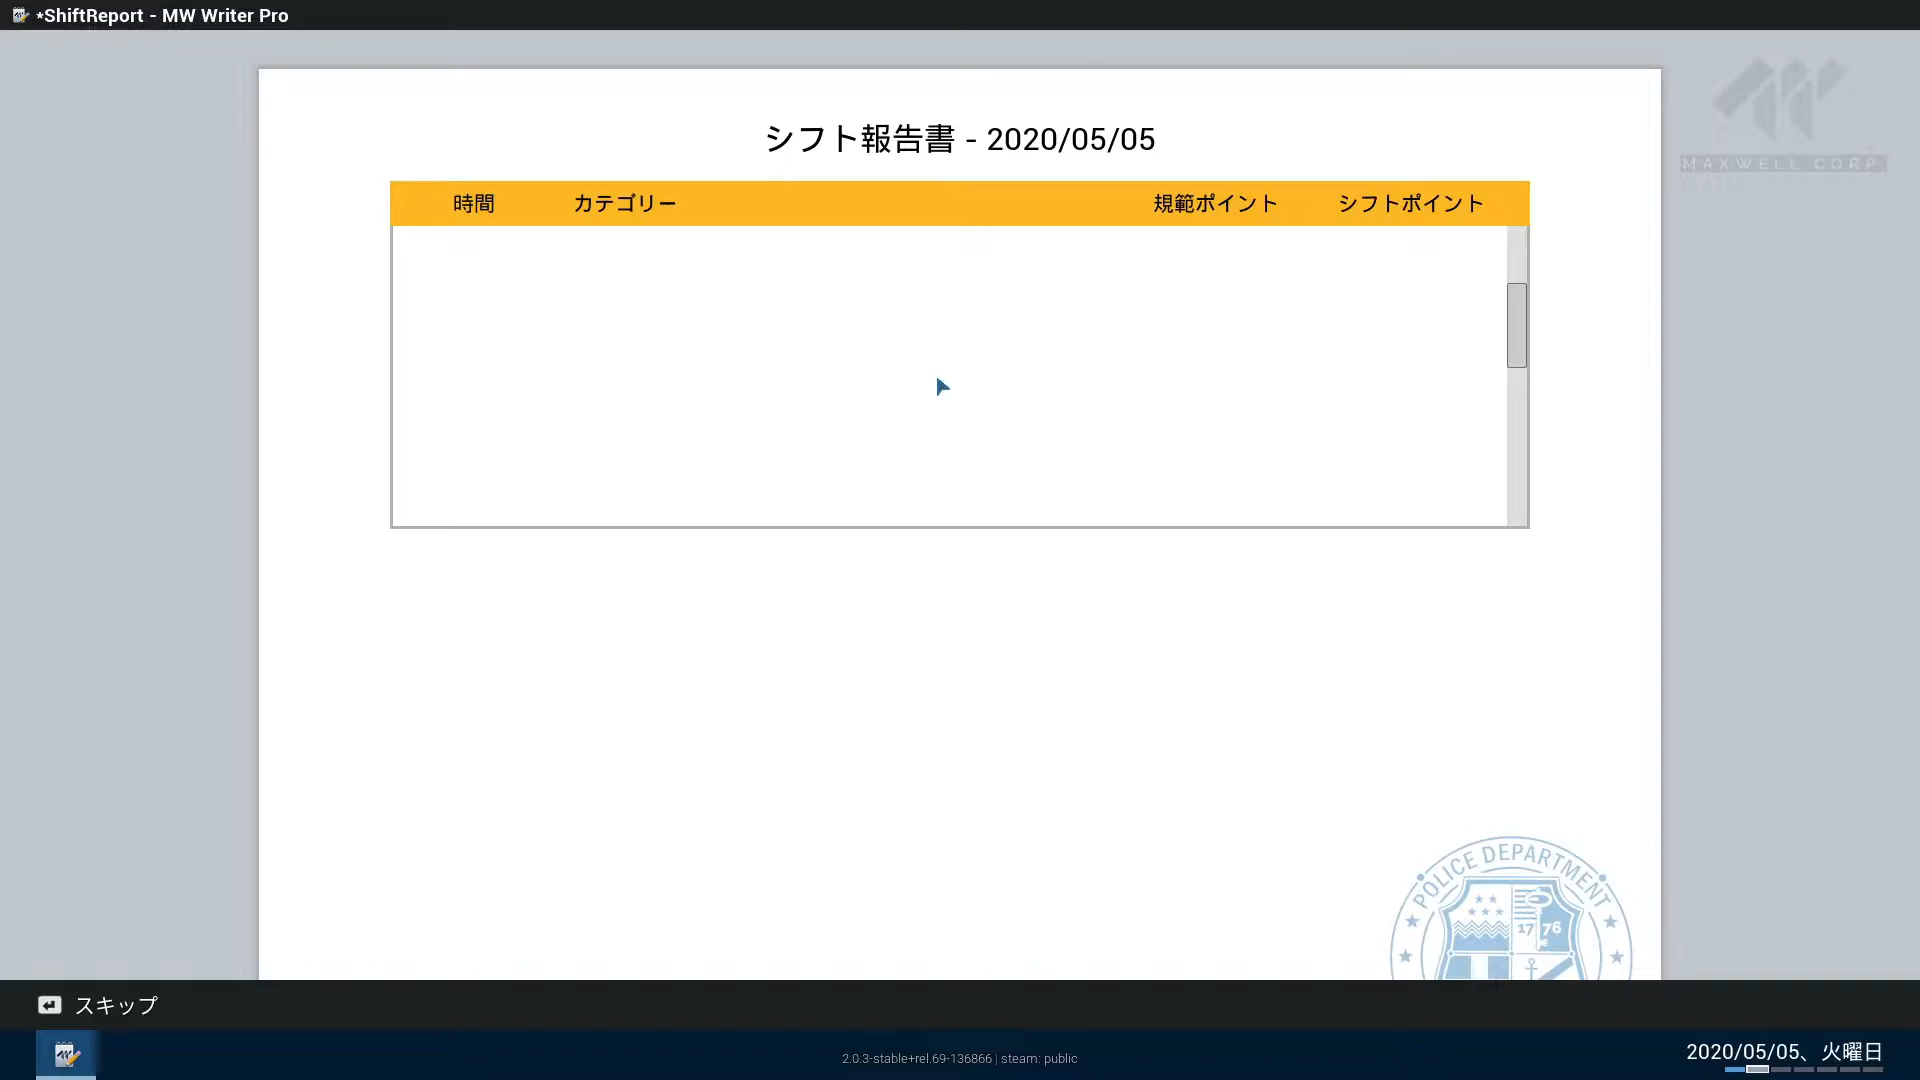 *ShiftReport - MW Writer Pro
MAXWELL CORP.
シフト報告書 - 2020/05/05
時間 カテゴリー 規範ポイント シフトポイント
POLICE DEPARTMENT
17 76
スキップ
2.0.3-stable+rel.69-136866 | steam: public
2020/05/05、火曜日